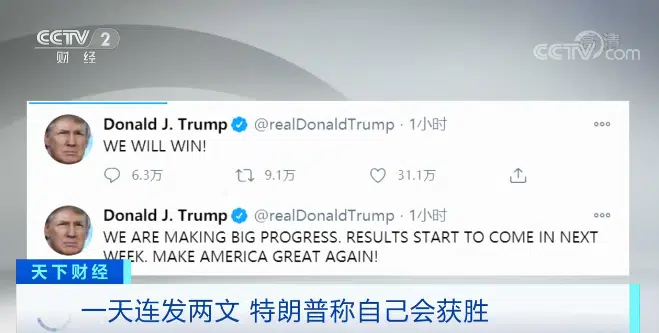 CCTV 2
财经
高清
CCTV.com
Donald J. Trump @realDonaldTrump · 1小时
WE WILL WIN!
6.3万 9.1万 31.1万
Donald J. Trump @realDonaldTrump · 1小时
WE ARE MAKING BIG PROGRESS. RESULTS START TO COME IN NEXT
WEEK. MAKE AMERICA GREAT AGAIN!
天下财经
一天连发两文 特朗普称自己会获胜